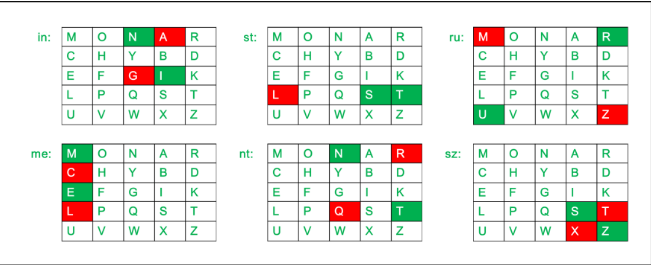 in: M O N A R
C H Y B D
E F G I K
L P Q S T
U V W X Z
st: M O N A R
C H Y B D
E F G I K
L P Q S T
U V W X Z
ru: M O N A R
C H Y B D
E F G I K
L P Q S T
U V W X Z
me: M O N A R
C H Y B D
E F G I K
L P Q S T
U V W X Z
nt: M O N A R
C H Y B D
E F G I K
L P Q S T
U V W X Z
sz: M O N A R
C H Y B D
E F G I K
L P Q S T
U V W X Z